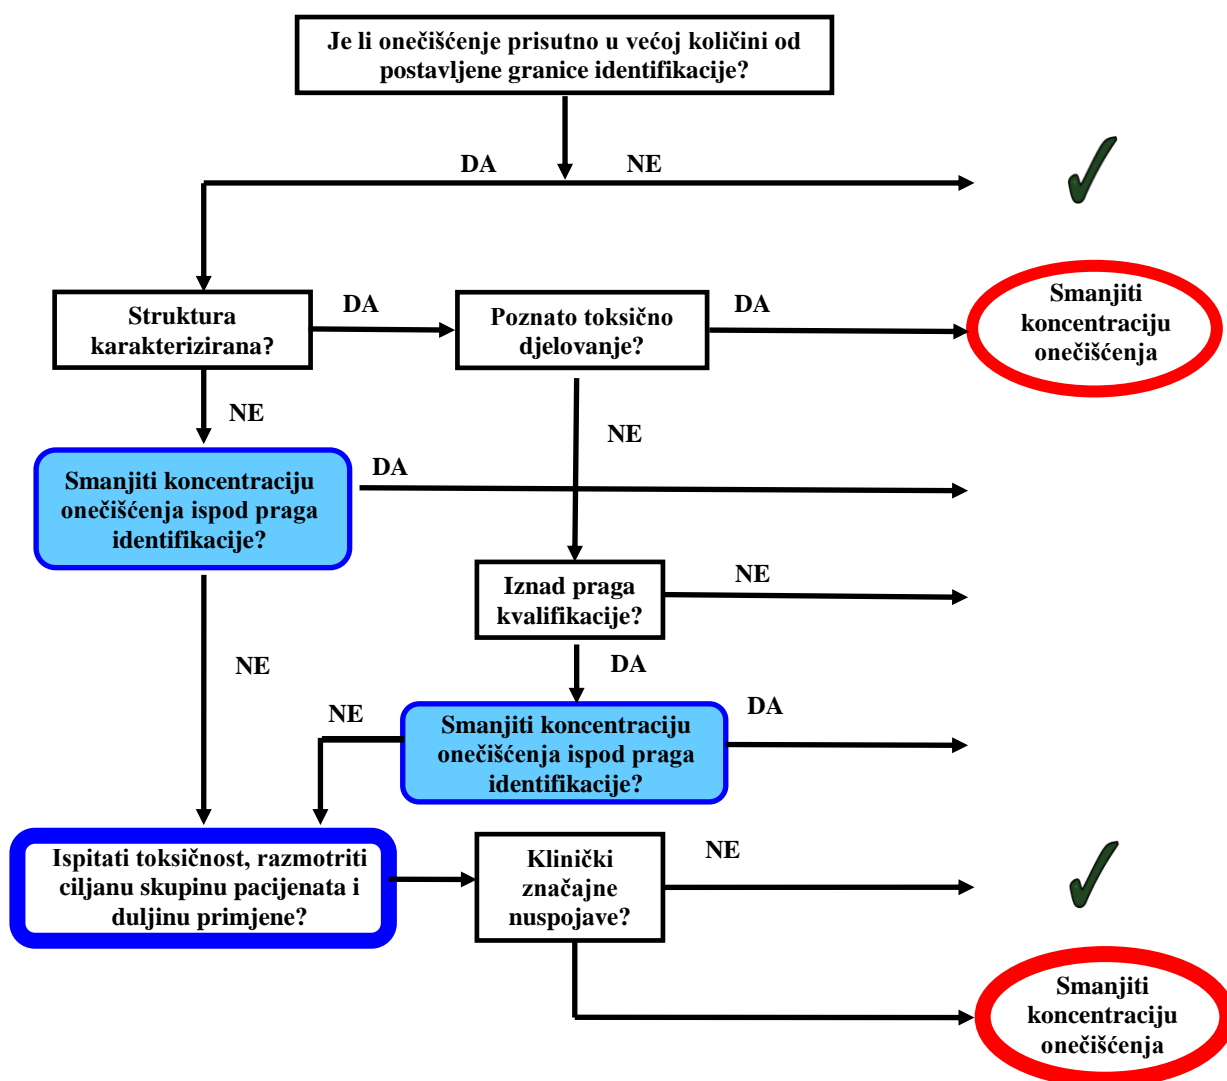 Je li onečišćenje prisutno u većoj količini od
postavljene granice identifikacije?
DA
NE
Struktura
karakterizirana?
DA
Poznato toksično
djelovanje?
DA
Smanjiti
koncentraciju
onečišćenja
NE
NE
Smanjiti koncentraciju
onečišćenja ispod praga
identifikacije?
DA
Iznad praga
kvalifikacije?
NE
NE
DA
NE
Smanjiti koncentraciju
onečišćenja ispod praga
identifikacije?
DA
Ispitati toksičnost, razmotriti
ciljanu skupinu pacijenata i
duljinu primjene?
Klinički
značajne
nuspojave?
NE
Smanjiti
koncentraciju
onečišćenja